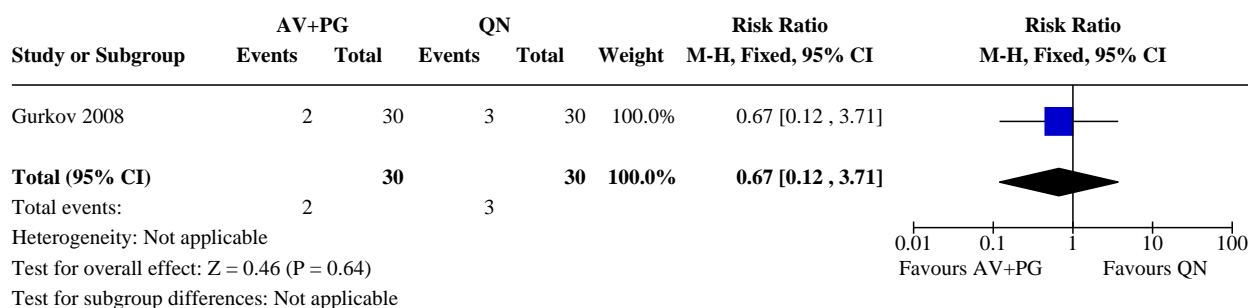 AV+PG QN Risk Ratio Risk Ratio
Study or Subgroup Events Total Events Total Weight M-H, Fixed, 95% CI M-H, Fixed, 95% CI
Gurkov 2008 2 30 3 30 100.0% 0.67 [0.12 , 3.71]
Total (95% CI) 30 30 100.0% 0.67 [0.12 , 3.71]
Total events: 2 3
Heterogeneity: Not applicable
0.01 0.1 1 10 100
Test for overall effect: Z = 0.46 (P = 0.64)
Favours AV+PG Favours QN
Test for subgroup differences: Not applicable